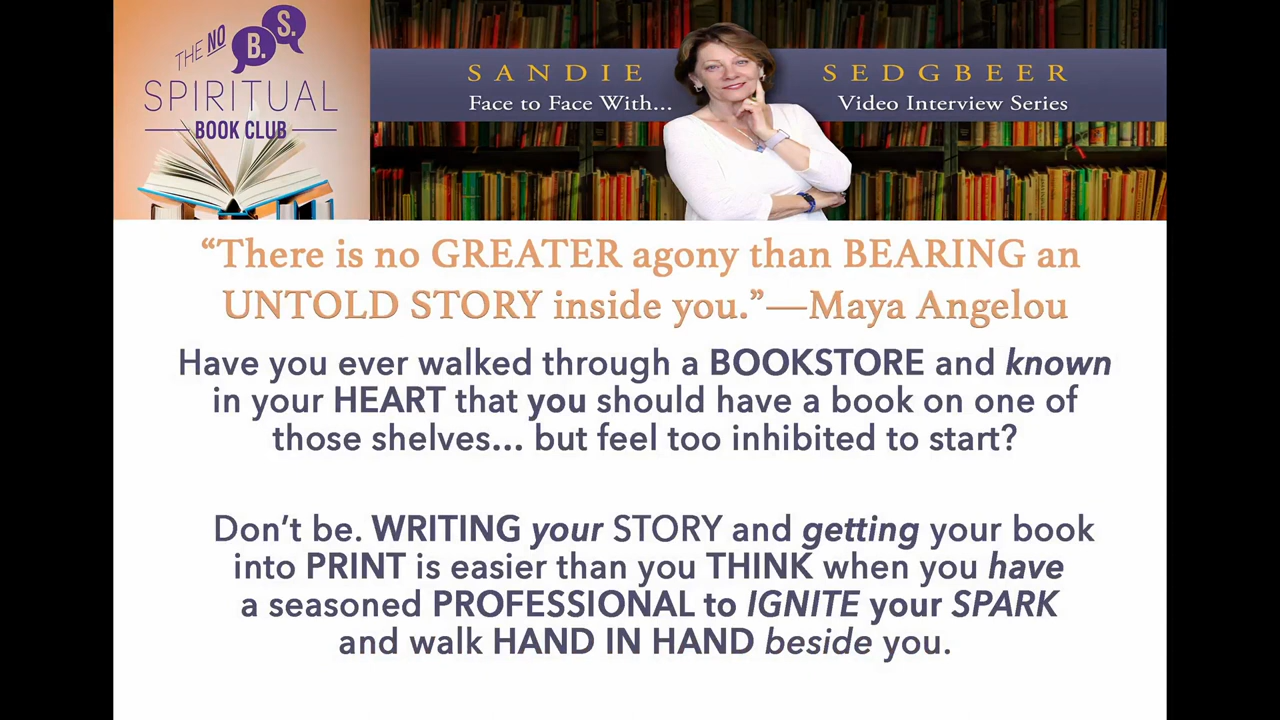 THE NO B. S.
SPIRITUAL
BOOK CLUB
SANDIE SEDGBEER
Face to Face With... Video Interview Series
“There is no GREATER agony than BEARING an
UNTOLD STORY inside you.”—Maya Angelou
Have you ever walked through a BOOKSTORE and known
in your HEART that you should have a book on one of
those shelves... but feel too inhibited to start?
Don’t be. WRITING your STORY and getting your book
into PRINT is easier than you THINK when you have
a seasoned PROFESSIONAL to IGNITE your SPARK
and walk HAND IN HAND beside you.